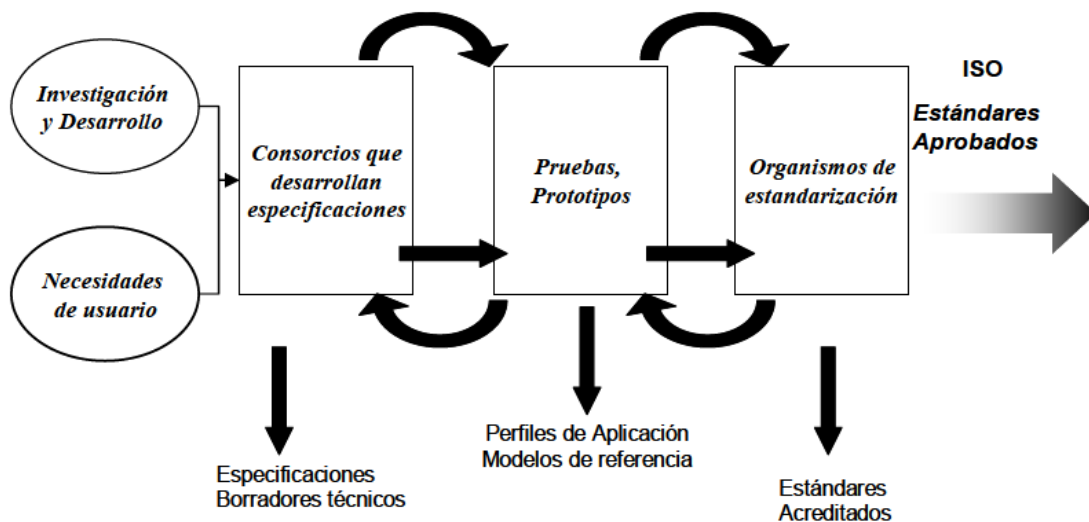 Investigación
y Desarrollo
Necesidades
de usuario
Consorcios que
desarrollan
especificaciones
Pruebas,
Prototipos
Organismos de
estandarización
ISO
Estándares
Aprobados
Especificaciones
Borradores técnicos
Perfiles de Aplicación
Modelos de referencia
Estándares
Acreditados